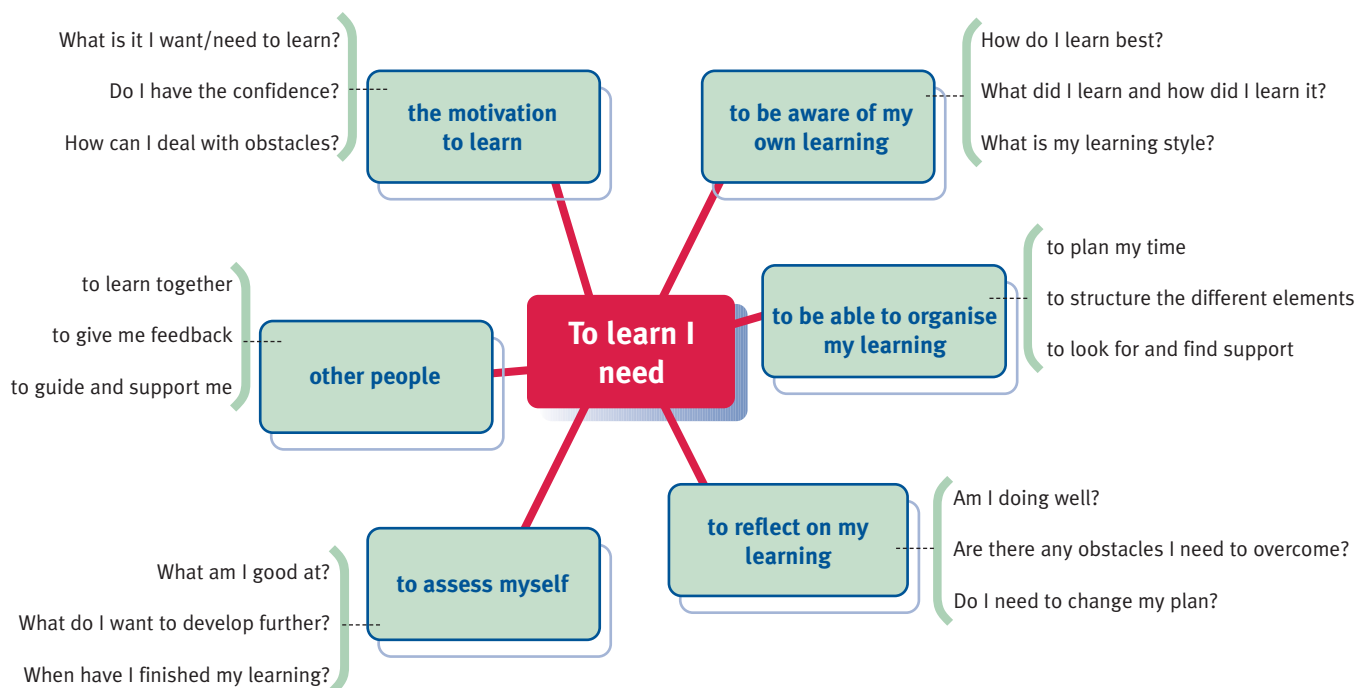 To learn I
need
the motivation
to learn
What is it I want/need to learn?
Do I have the confidence?
How can I deal with obstacles?
to be aware of my
own learning
How do I learn best?
What did I learn and how did I learn it?
What is my learning style?
to be able to organise
my learning
to plan my time
to structure the different elements
to look for and find support
to reflect on my
learning
Am I doing well?
Are there any obstacles I need to overcome?
Do I need to change my plan?
to assess myself
What am I good at?
What do I want to develop further?
When have I finished my learning?
other people
to learn together
to give me feedback
to guide and support me